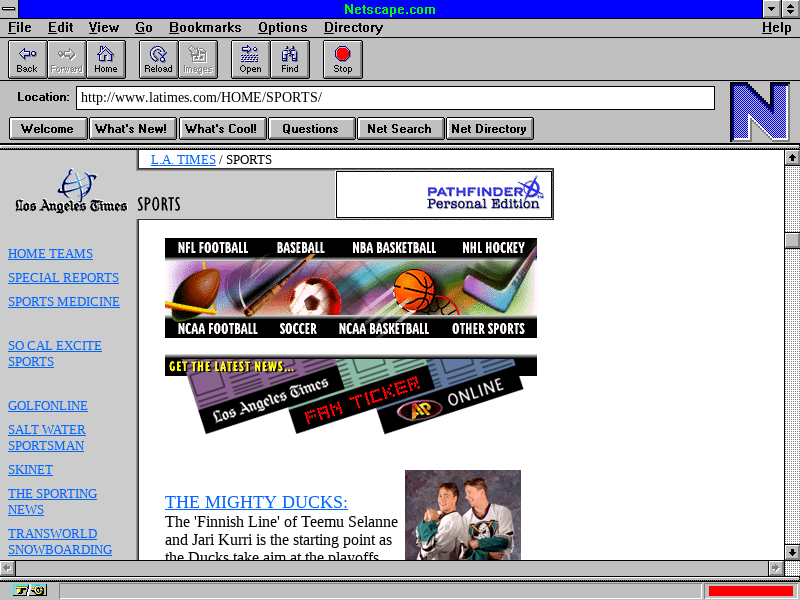 Netscape.com
File Edit View Go Bookmarks Options Directory Help
Back Forward Home Reload Images Open Find Stop
Location: http://www.latimes.com/HOME/SPORTS/
Welcome What's New! What's Cool! Questions Net Search Net Directory
N
L.A. TIMES / SPORTS
Los Angeles Times
SPORTS
PATHFINDER
Personal Edition
HOME TEAMS
SPECIAL REPORTS
SPORTS MEDICINE
SO CAL EXCITE
SPORTS
GOLFONLINE
SALT WATER
SPORTSMAN
SKINET
THE SPORTING
NEWS
TRANSWORLD
SNOWBOARDING
NFL FOOTBALL BASEBALL NBA BASKETBALL NHL HOCKEY
NCAA FOOTBALL SOCCER NCAA BASKETBALL OTHER SPORTS
GET THE LATEST NEWS...
Los Angeles Times
FAN TICKER
AP ONLINE
THE MIGHTY DUCKS:
The 'Finnish Line' of Teemu Selanne
and Jari Kurri is the starting point as
the Ducks take aim at the playoffs